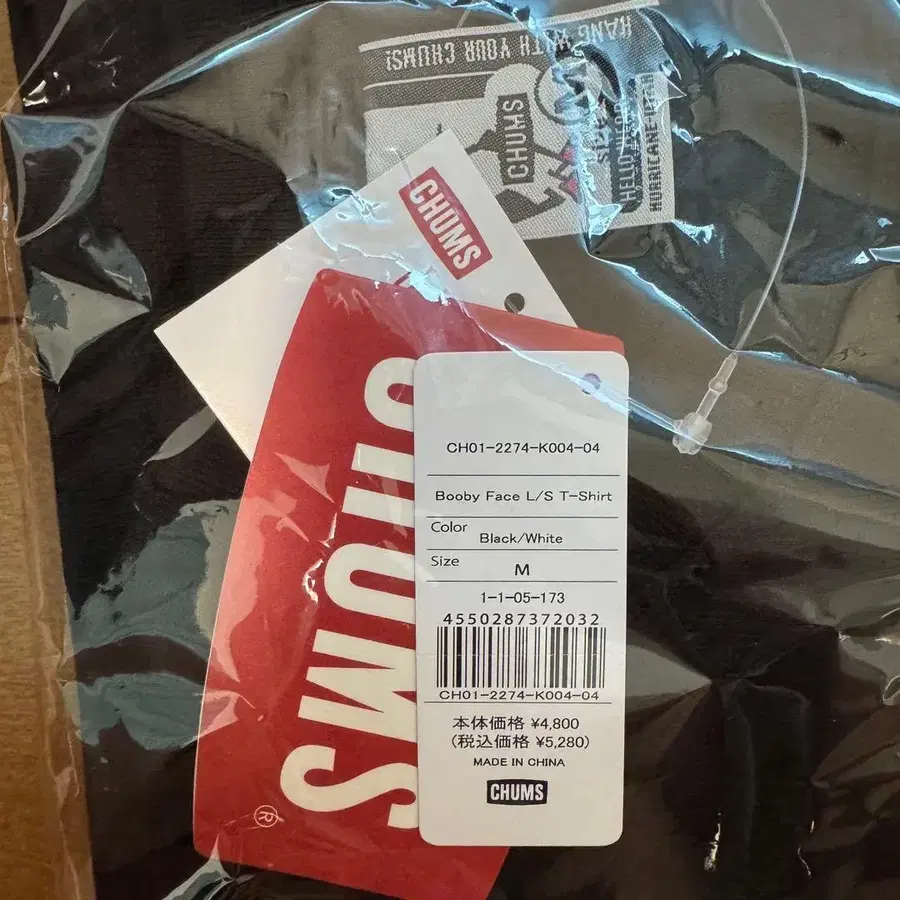 HANG WITH YOUR CHUMS!
CHUMS
M
SIZE
HURRICANE UTAH
CHUMS
CHUMS
®
CH01-2274-K004-04
Booby Face L/S T-Shirt
Color
Black/White
Size
M
1-1-05-173
4550287372032
CH01-2274-K004-04
本体価格 ¥4,800
(税込価格 ¥5,280)
MADE IN CHINA
CHUMS